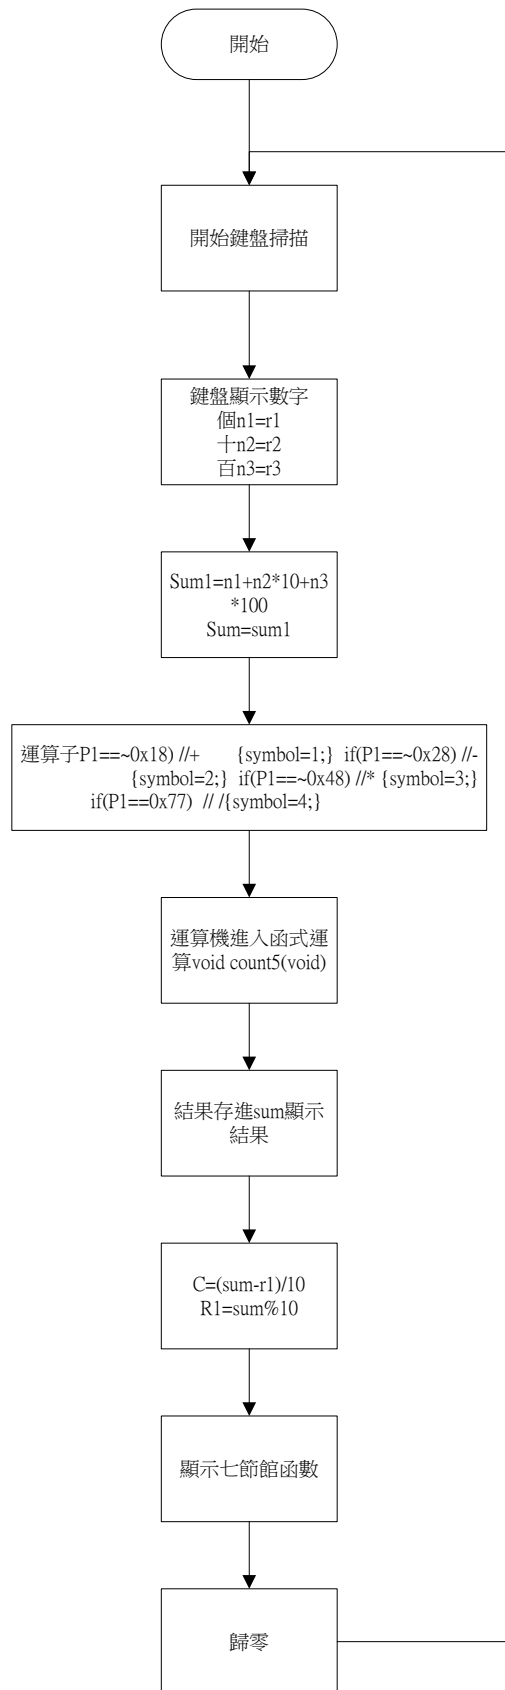 開始
開始鍵盤掃描
鍵盤顯示數字
個n1=r1
十n2=r2
百n3=r3
Sum1=n1+n2*10+n3
*100
Sum=sum1
運算子P1==~0x18) //+ {symbol=1;} if(P1==~0x28) //-
{symbol=2;} if(P1==~0x48) //* {symbol=3;}
if(P1==0x77) // /{symbol=4;}
運算機進入函式運
算void count5(void)
結果存進sum顯示
結果
C=(sum-r1)/10
R1=sum%10
顯示七節館函數
歸零